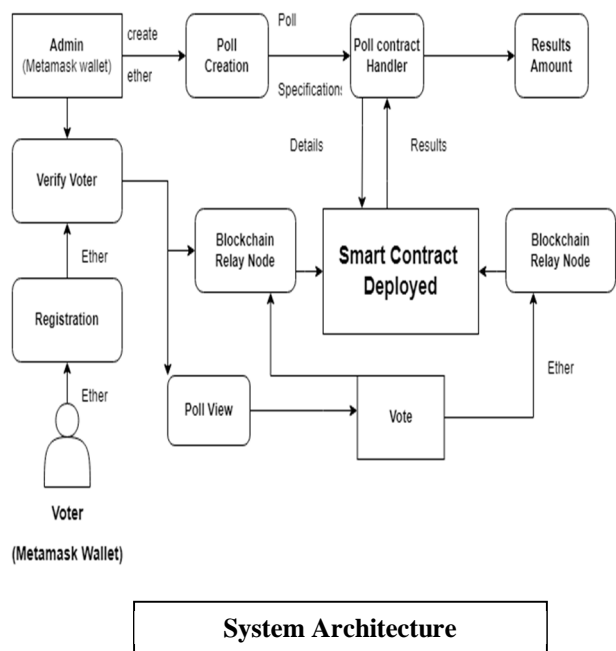 Admin
(Metamask wallet)
create
ether
Poll
Creation
Poll
Specifications
Poll contract
Handler
Results
Amount
Details
Results
Verify Voter
Ether
Registration
Ether
Voter
(Metamask Wallet)
Blockchain
Relay Node
Smart Contract
Deployed
Blockchain
Relay Node
Poll View
Vote
Ether
System Architecture